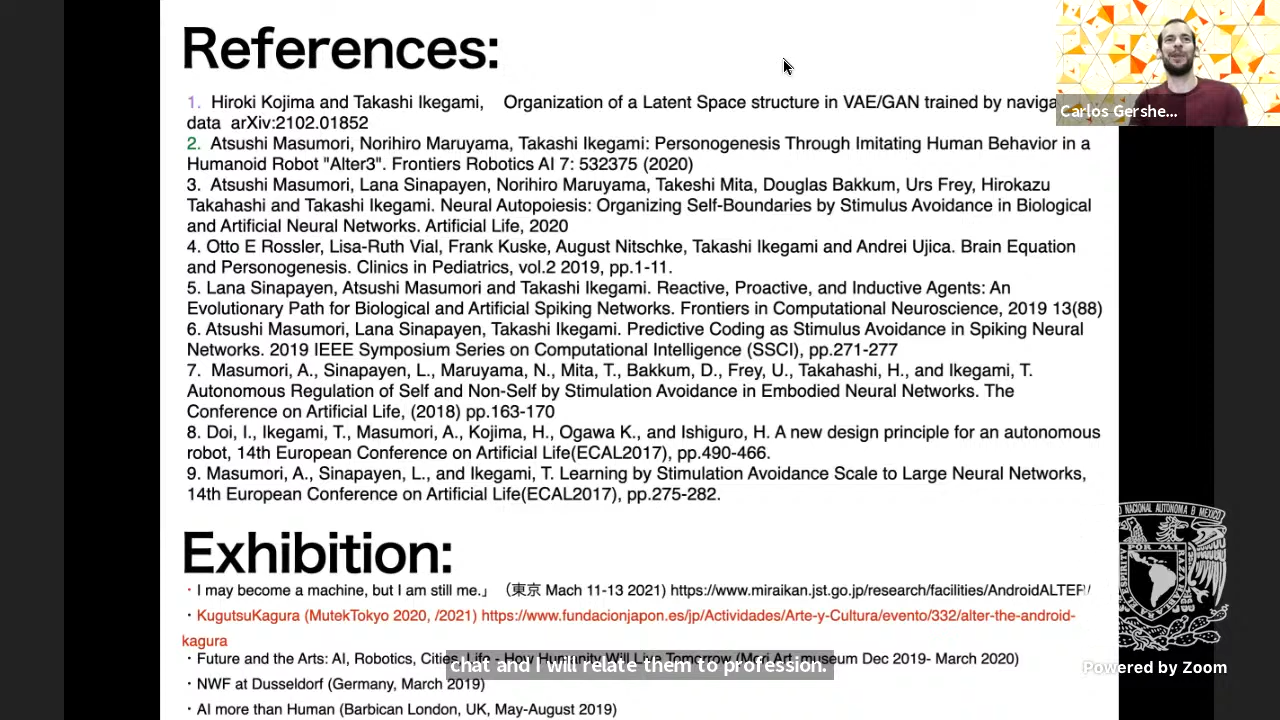 References:
1. Hiroki Kojima and Takashi Ikegami, Organization of a Latent Space structure in VAE/GAN trained by naviga
data arXiv:2102.01852
2. Atsushi Masumori, Norihiro Maruyama, Takashi Ikegami: Personogenesis Through Imitating Human Behavior in a
Humanoid Robot "Alter3". Frontiers Robotics AI 7: 532375 (2020)
3. Atsushi Masumori, Lana Sinapayen, Norihiro Maruyama, Takeshi Mita, Douglas Bakkum, Urs Frey, Hirokazu
Takahashi and Takashi Ikegami. Neural Autopoiesis: Organizing Self-Boundaries by Stimulus Avoidance in Biological
and Artificial Neural Networks. Artificial Life, 2020
4. Otto E Rossler, Lisa-Ruth Vial, Frank Kuske, August Nitschke, Takashi Ikegami and Andrei Ujica. Brain Equation
and Personogenesis. Clinics in Pediatrics, vol.2 2019, pp.1-11.
5. Lana Sinapayen, Atsushi Masumori and Takashi Ikegami. Reactive, Proactive, and Inductive Agents: An
Evolutionary Path for Biological and Artificial Spiking Networks. Frontiers in Computational Neuroscience, 2019 13(88)
6. Atsushi Masumori, Lana Sinapayen, Takashi Ikegami. Predictive Coding as Stimulus Avoidance in Spiking Neural
Networks. 2019 IEEE Symposium Series on Computational Intelligence (SSCI), pp.271-277
7. Masumori, A., Sinapayen, L., Maruyama, N., Mita, T., Bakkum, D., Frey, U., Takahashi, H., and Ikegami, T.
Autonomous Regulation of Self and Non-Self by Stimulation Avoidance in Embodied Neural Networks. The
Conference on Artificial Life, (2018) pp.163-170
8. Doi, I., Ikegami, T., Masumori, A., Kojima, H., Ogawa K., and Ishiguro, H. A new design principle for an autonomous
robot, 14th European Conference on Artificial Life(ECAL2017), pp.490-466.
9. Masumori, A., Sinapayen, L., and Ikegami, T. Learning by Stimulation Avoidance Scale to Large Neural Networks,
14th European Conference on Artificial Life(ECAL2017), pp.275-282.
Exhibition:
・I may become a machine, but I am still me.」 (東京 Mach 11-13 2021) https://www.miraikan.jst.go.jp/research/facilities/AndroidALTER/
・KugutsuKagura (MutekTokyo 2020, /2021) https://www.fundacionjapon.es/jp/Actividades/Arte-y-Cultura/evento/332/alter-the-android-
kagura
・Future and the Arts: AI, Robotics, Cities, Life - How Humanity Will Live Tomorrow (Mori Art museum Dec 2019- March 2020)
chat and I will relate them to profession.
・NWF at Dusseldorf (Germany, March 2019)
・AI more than Human (Barbican London, UK, May-August 2019)
Carlos Gershe...
NACIONAL AUTONOMA
POR MI
ESPIRITU
Powered by Zoom